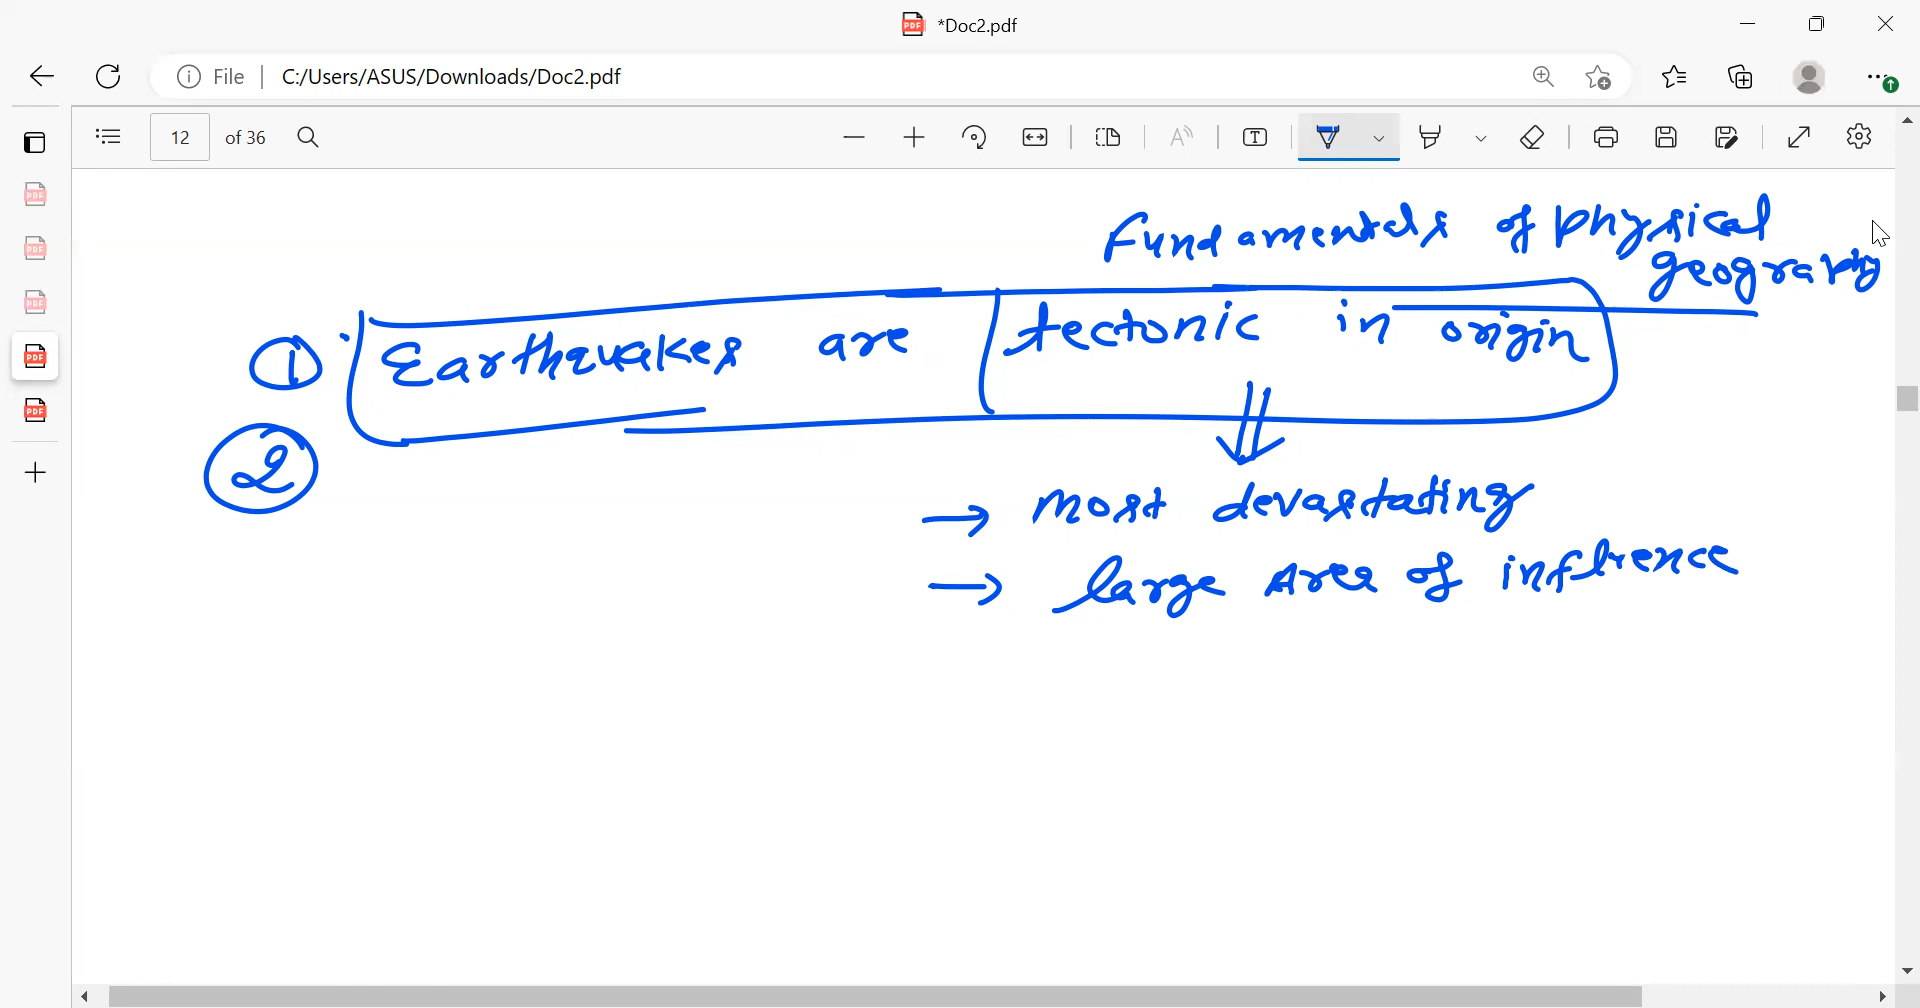 *Doc2.pdf
File C:/Users/ASUS/Downloads/Doc2.pdf
12 of 36
Fundamentals of physical
geography
① Earthquakes are tectonic in origin
②
→ most devastating
→ large Area of influence